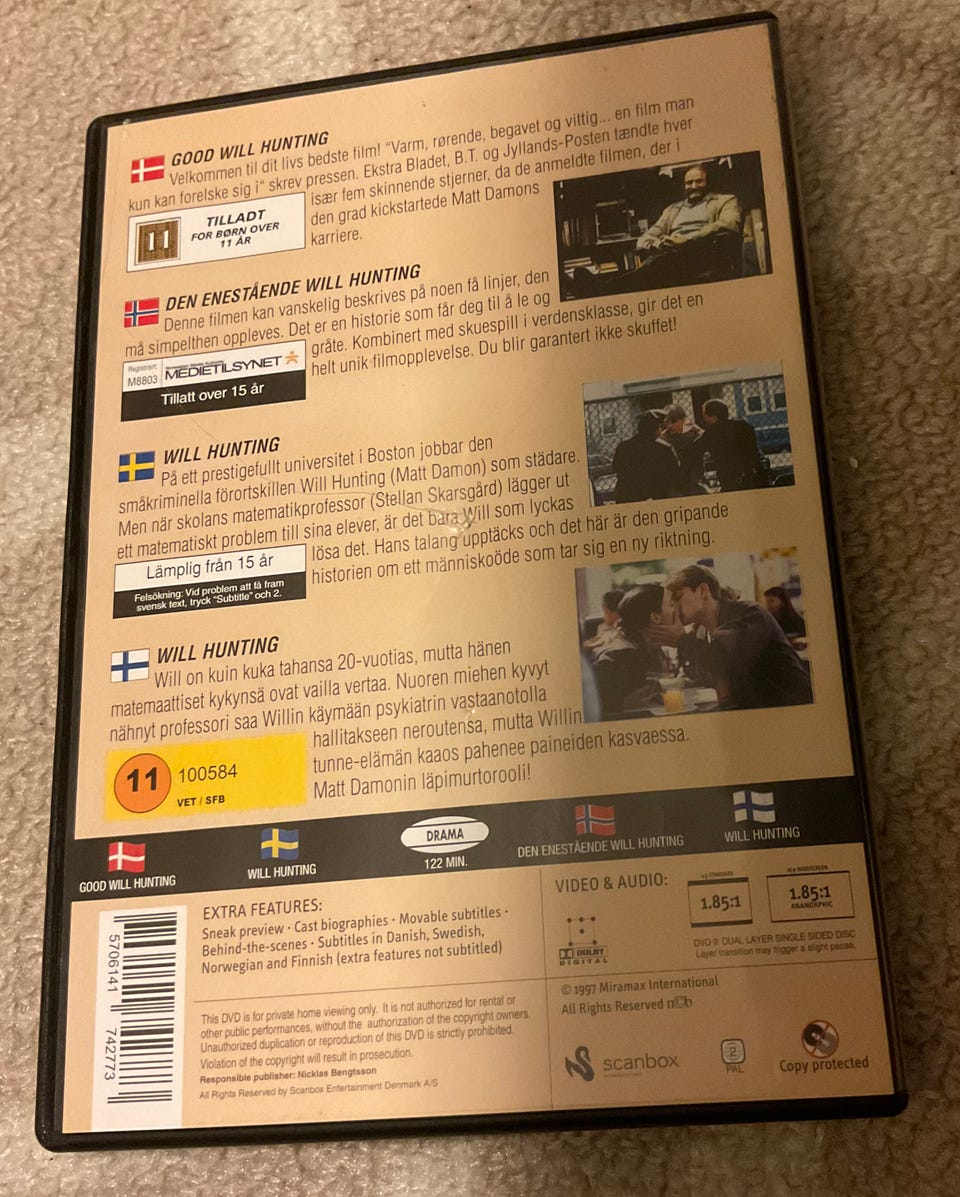 GOOD WILL HUNTING
Velkommen til dit livs bedste film! "Varm, rørende, begavet og vittig... en film man
kun kan forelske sig i" skrev pressen. Ekstra Bladet, B.T. og Jyllands-Posten tændte hver
især fem skinnende stjerner, da de anmeldte filmen, der i
den grad kickstartede Matt Damons
karriere.
11
TILLADT
FOR BØRN OVER
11 ÅR
DEN ENESTÅENDE WILL HUNTING
Denne filmen kan vanskelig beskrives på noen få linjer, den
må simpelthen oppleves. Det er en historie som får deg til å le og
gråte. Kombinert med skuespill i verdensklasse, gir det en
helt unik filmopplevelse. Du blir garantert ikke skuffet!
Registrert:
M8803
MEDIETILSYNET
Tillatt over 15 år
WILL HUNTING
På ett prestigefullt universitet i Boston jobbar den
småkriminella förortskillen Will Hunting (Matt Damon) som städare.
Men när skolans matematikprofessor (Stellan Skarsgård) lägger ut
ett matematiskt problem till sina elever, är det bara Will som lyckas
lösa det. Hans talang upptäcks och det här är den gripande
historien om ett människoöde som tar sig en ny riktning.
Lämplig från 15 år
Felsökning: Vid problem att få fram
svensk text, tryck "Subtitle" och 2.
WILL HUNTING
Will on kuin kuka tahansa 20-vuotias, mutta hänen
matemaattiset kykynsä ovat vailla vertaa. Nuoren miehen kyvyt
nähnyt professori saa Willin käymään psykiatrin vastaanotolla
hallitakseen neroutensa, mutta Willin
tunne-elämän kaaos pahenee paineiden kasvaessa.
Matt Damonin läpimurtorooli!
11
100584
VET / SFB
GOOD WILL HUNTING
WILL HUNTING
DRAMA
122 MIN.
DEN ENESTÅENDE WILL HUNTING
WILL HUNTING
EXTRA FEATURES:
Sneak preview · Cast biographies · Movable subtitles ·
Behind-the-scenes · Subtitles in Danish, Swedish,
Norwegian and Finnish (extra features not subtitled)
VIDEO & AUDIO:
4:3 STANDARD
1.85:1
16:9 WIDESCREEN
1.85:1
ANAMORPHIC
DOLBY
DIGITAL
DVD 9: DUAL LAYER SINGLE SIDED DISC
Layer transition may trigger a slight pause.
This DVD is for private home viewing only. It is not authorized for rental or
other public performances, without the authorization of the copyright owners.
Unauthorized duplication or reproduction of this DVD is strictly prohibited.
Violation of the copyright will result in prosecution.
Responsible publisher: Nicklas Bengtsson
All Rights Reserved by Scanbox Entertainment Denmark A/S
© 1997 Miramax International
All Rights Reserved n©b
scanbox
2
PAL
Copy protected
5706141 742773